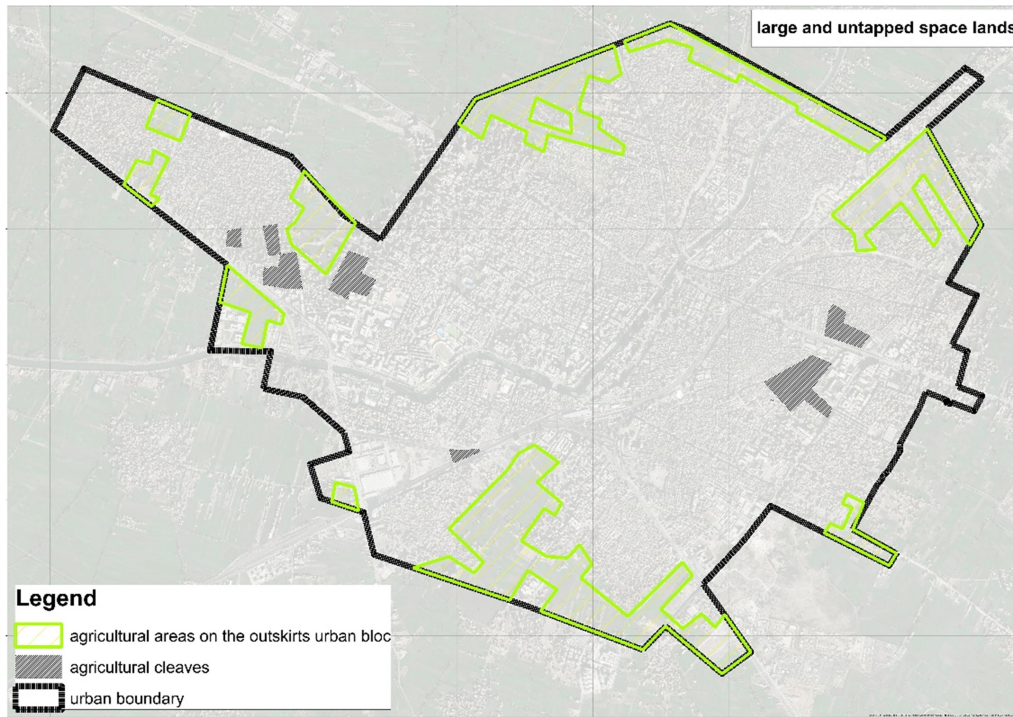 large and untapped space lands
Legend
agricultural areas on the outskirts urban bloc
agricultural cleaves
urban boundary